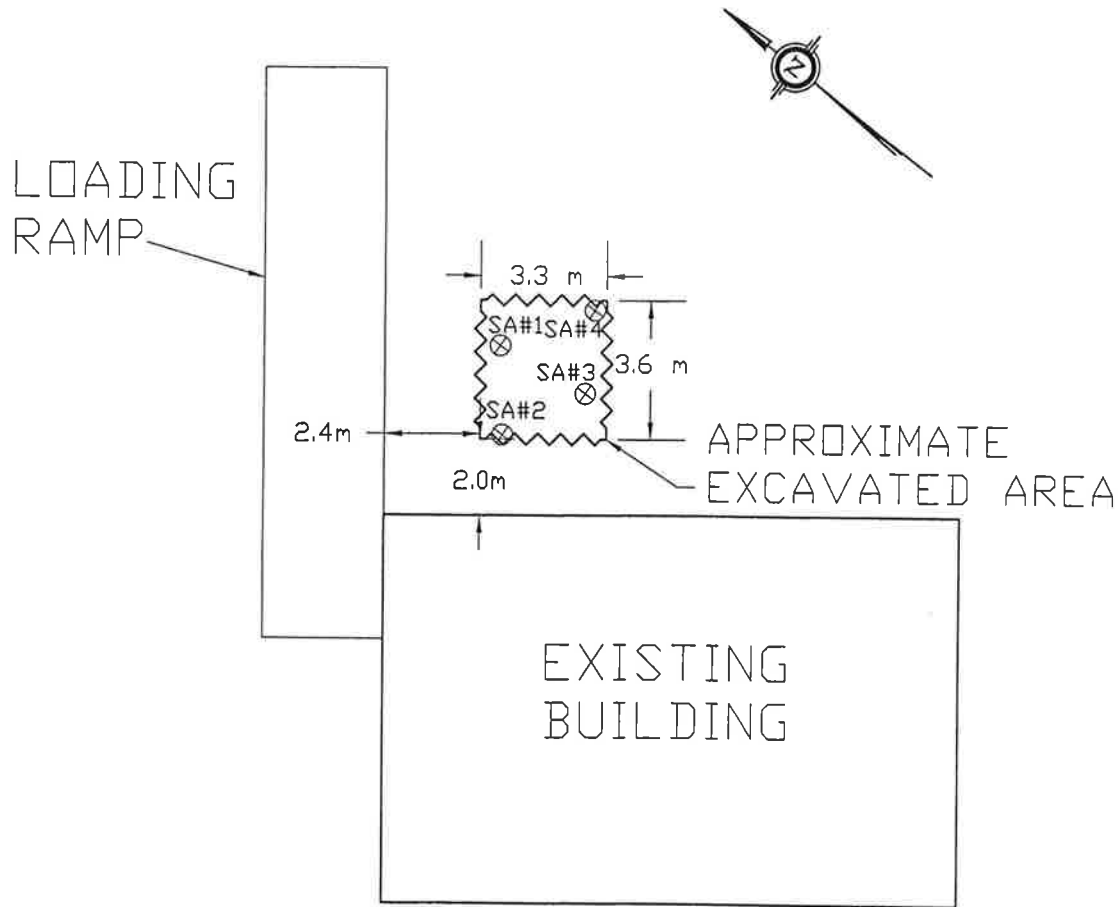 N
LOADING
RAMP
3.3 m
SA#1
SA#4
3.6 m
SA#3
SA#2
2.4m
2.0m
APPROXIMATE
EXCAVATED AREA
EXISTING
BUILDING